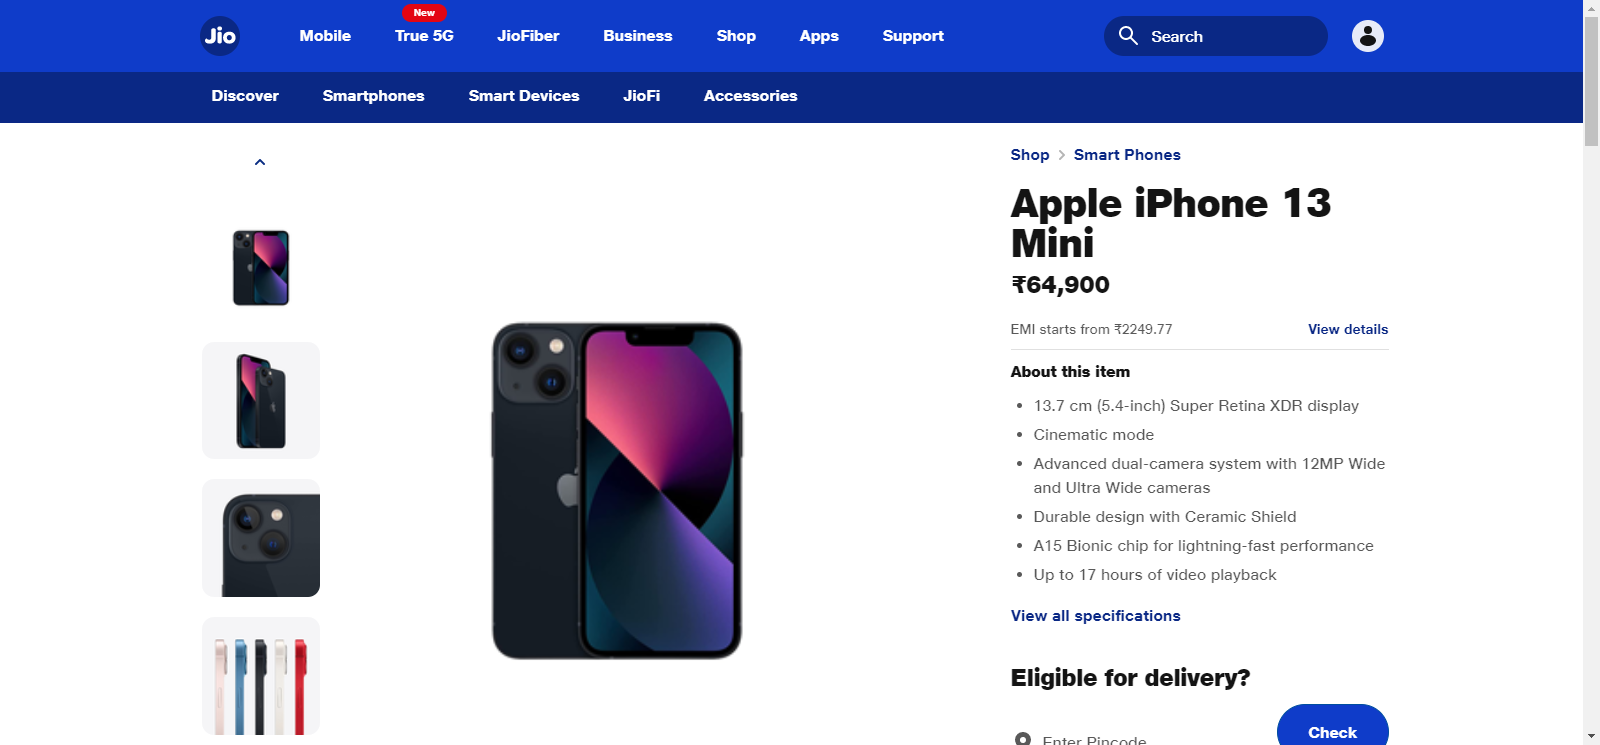 New
Jio
Mobile
True 5G
JioFiber
Business
Shop
Apps
Support
Search
Discover
Smartphones
Smart Devices
JioFi
Accessories
Shop > Smart Phones
Apple iPhone 13
Mini
₹64,900
EMI starts from ₹2249.77
View details
About this item
• 13.7 cm (5.4-inch) Super Retina XDR display
• Cinematic mode
• Advanced dual-camera system with 12MP Wide
and Ultra Wide cameras
• Durable design with Ceramic Shield
• A15 Bionic chip for lightning-fast performance
• Up to 17 hours of video playback
View all specifications
Eligible for delivery?
Enter Pincode
Check